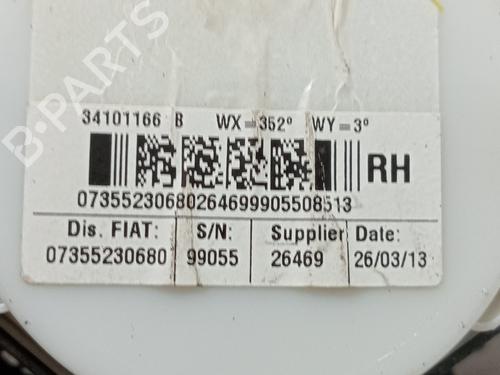 34101166 B WX=352° WY=3°
RH
07355230680264699905508513
Dis. FIAT: S/N: Supplier Date:
07355230680 99055 26469 26/03/13
B-PARTS